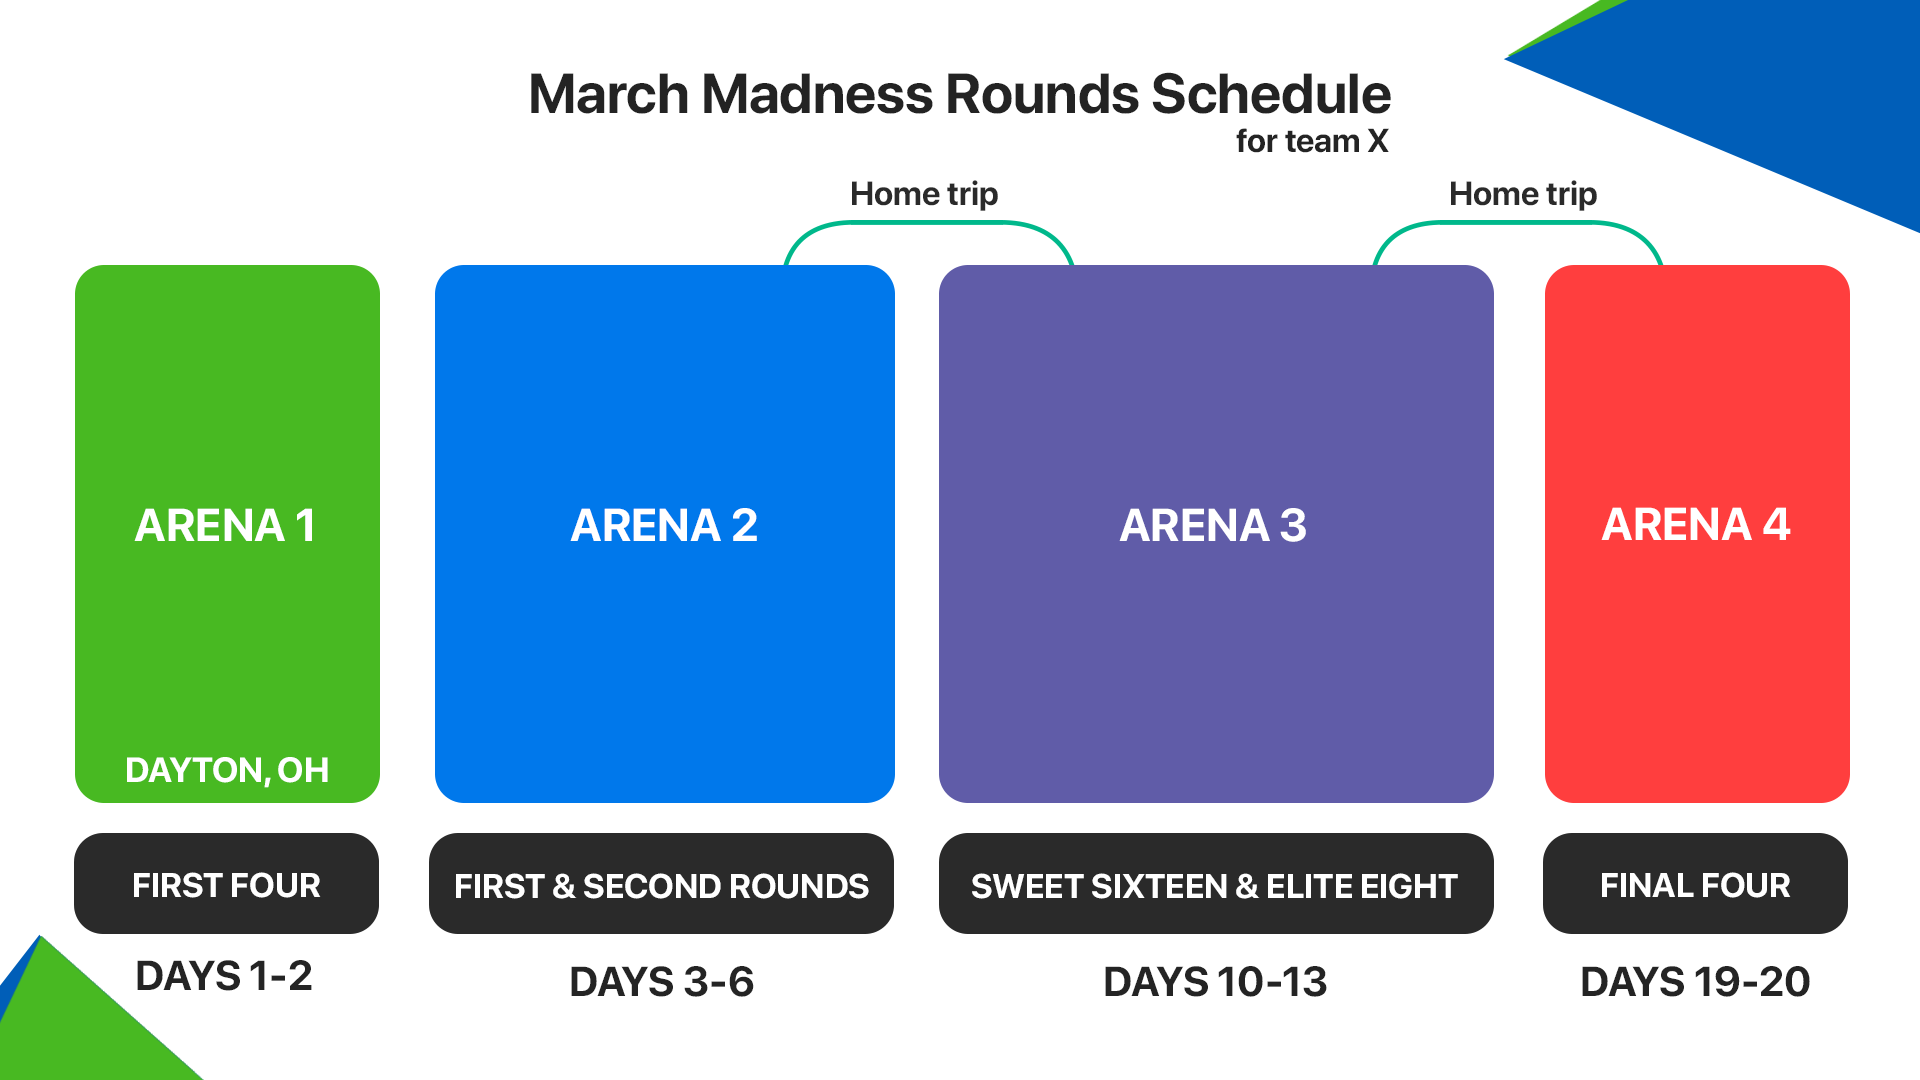 March Madness Rounds Schedule
for team X
Home trip
Home trip
ARENA 1
ARENA 2
ARENA 3
ARENA 4
DAYTON, OH
FIRST FOUR
FIRST & SECOND ROUNDS
SWEET SIXTEEN & ELITE EIGHT
FINAL FOUR
DAYS 1-2
DAYS 3-6
DAYS 10-13
DAYS 19-20